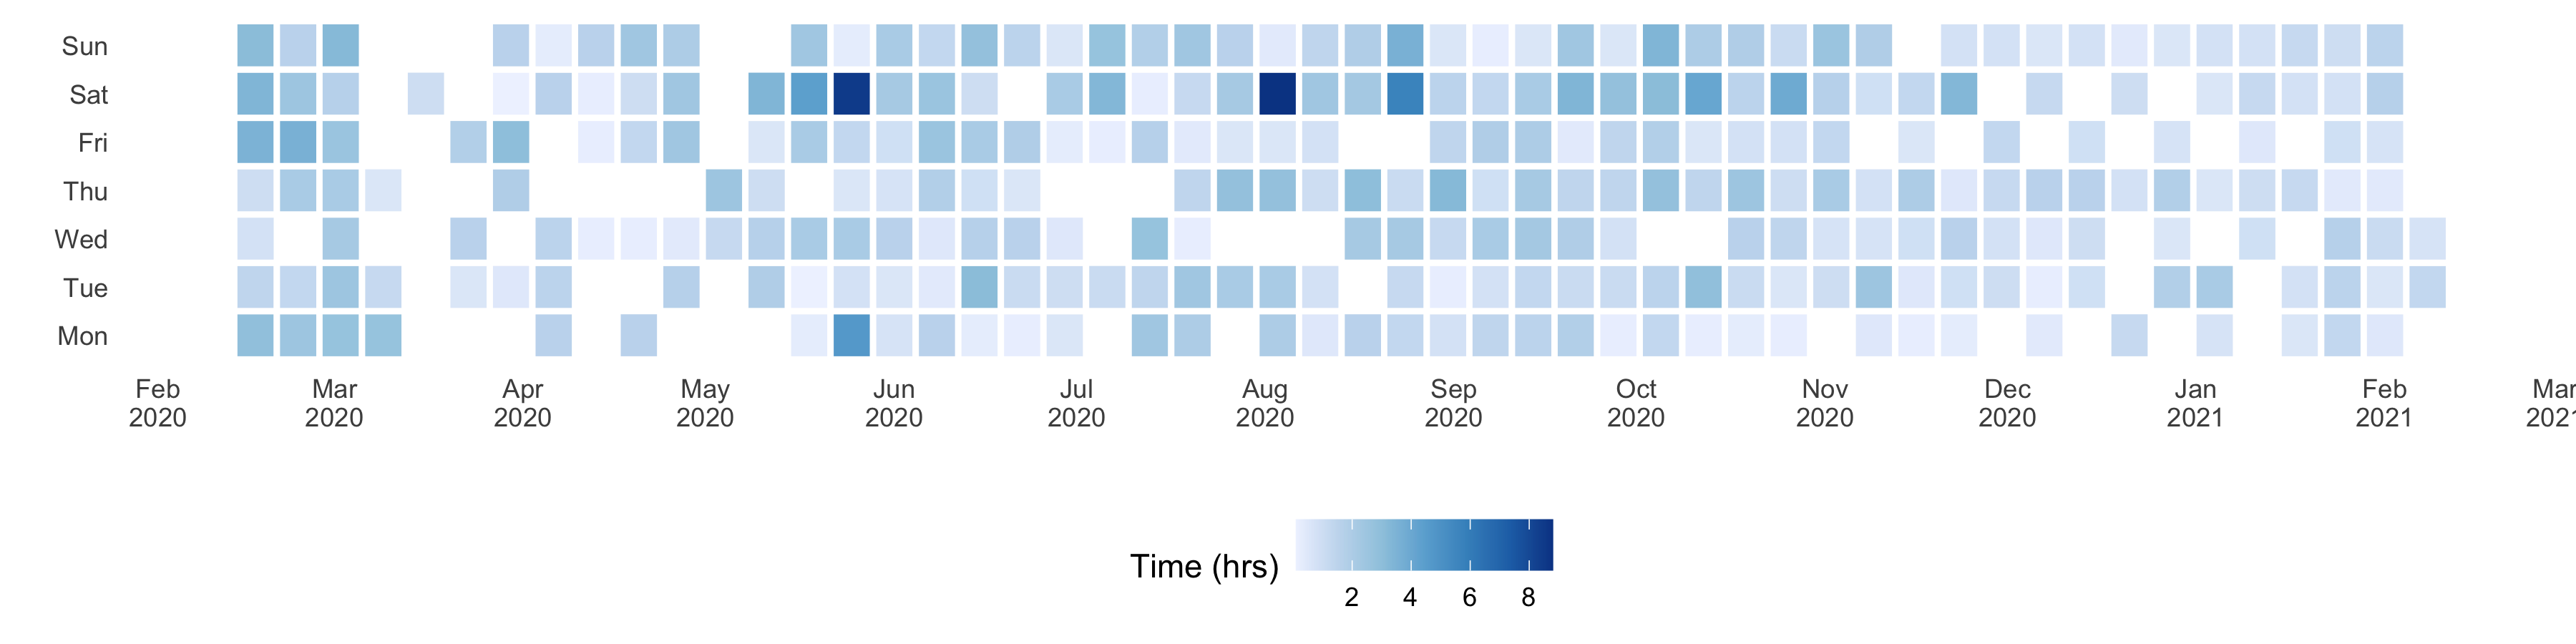 Sun
Sat
Fri
Thu
Wed
Tue
Mon
Feb Mar Apr May Jun Jul Aug Sep Oct Nov Dec Jan Feb Mar
2020 2020 2020 2020 2020 2020 2020 2020 2020 2020 2020 2021 2021 2021
Time (hrs)
2 4 6 8